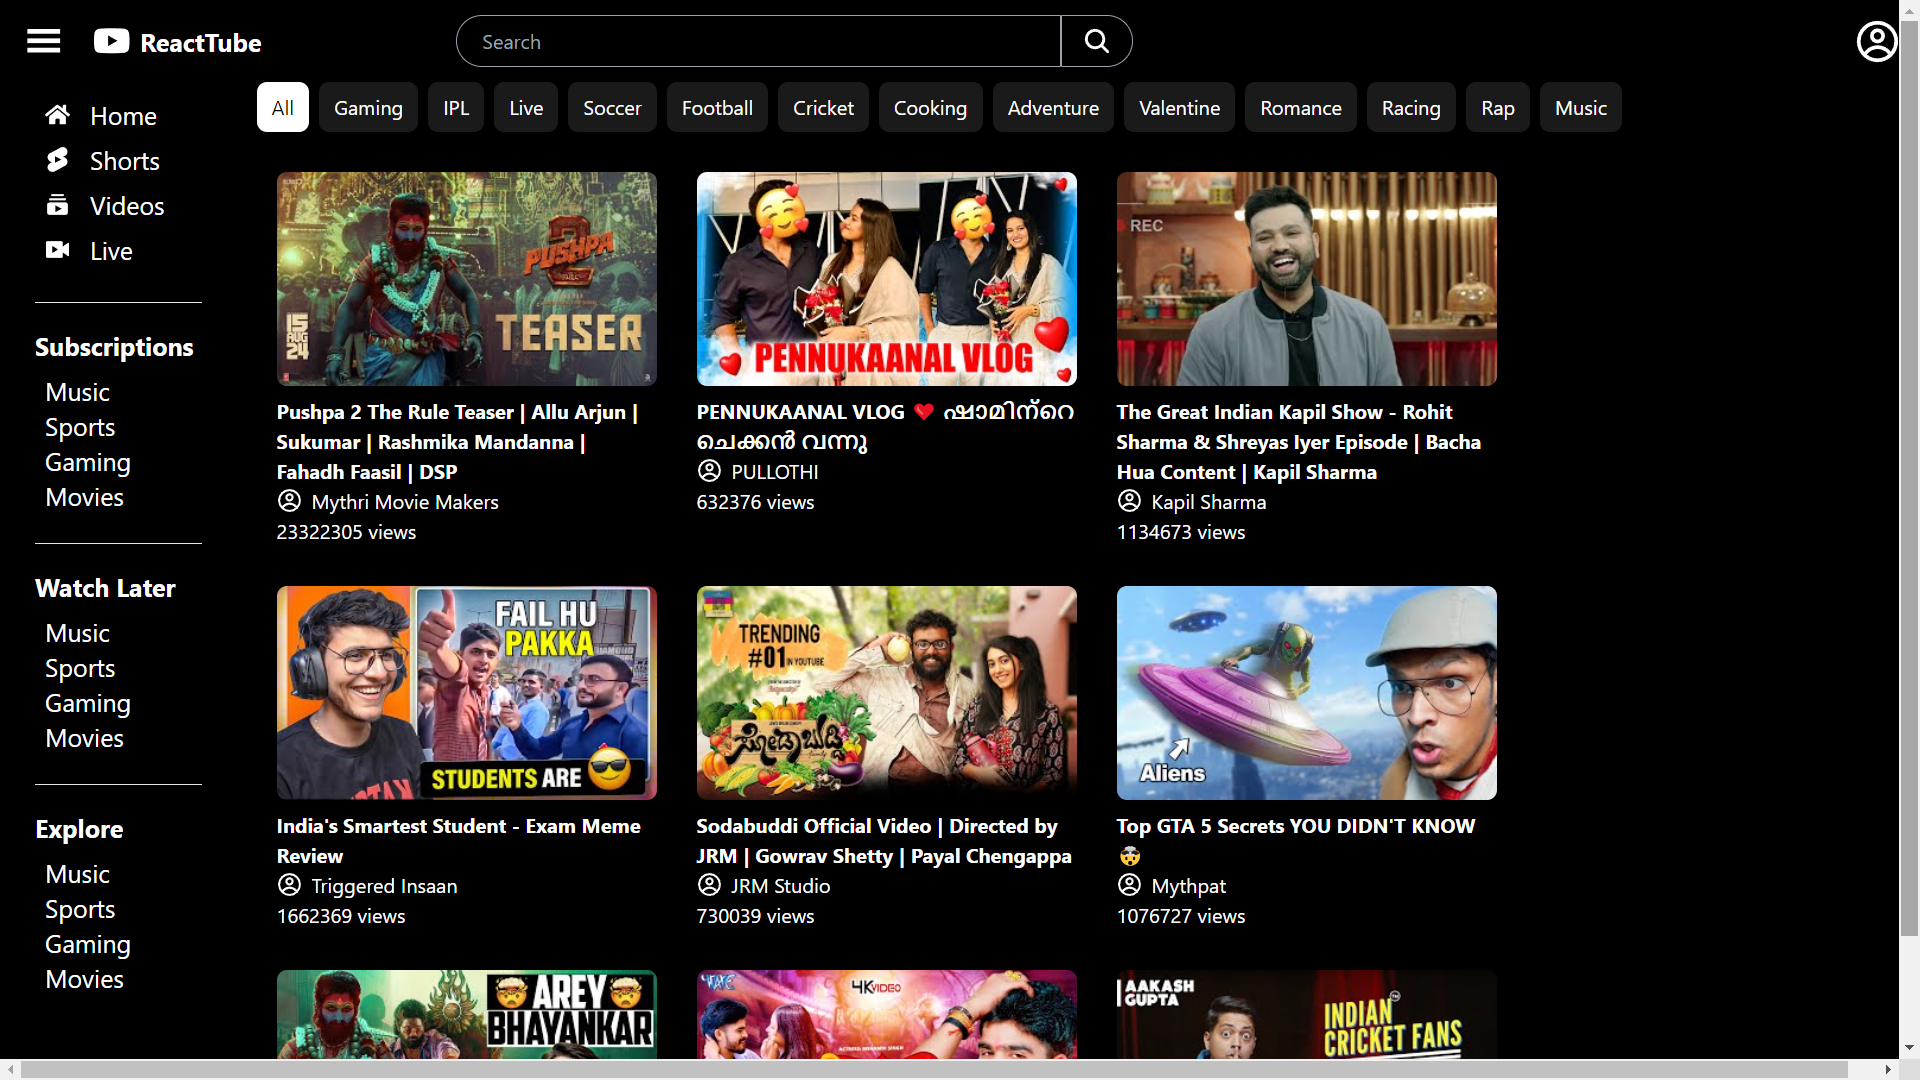 ReactTube
Search
All
Gaming
IPL
Live
Soccer
Football
Cricket
Cooking
Adventure
Valentine
Romance
Racing
Rap
Music
Home
Shorts
Videos
Live
Subscriptions
Music
Sports
Gaming
Movies
Watch Later
Music
Sports
Gaming
Movies
Explore
Music
Sports
Gaming
Movies
PUSHPA
2
15
AUG
24
TEASER
Pushpa 2 The Rule Teaser | Allu Arjun |
Sukumar | Rashmika Mandanna |
Fahadh Faasil | DSP
Mythri Movie Makers
23322305 views
PENNUKAANAL VLOG
PENNUKAANAL VLOG ❤️ ഷാമിന്റെ
ചെക്കൻ വന്നു
PULLOTHI
632376 views
REC
The Great Indian Kapil Show - Rohit
Sharma & Shreyas Iyer Episode | Bacha
Hua Content | Kapil Sharma
Kapil Sharma
1134673 views
FAIL HU
PAKKA
STUDENTS ARE
India's Smartest Student - Exam Meme
Review
Triggered Insaan
1662369 views
TRENDING
#01 IN YOUTUBE
ಸೋಡಾಬುಡ್ಡಿ
Sodabuddi Official Video | Directed by
JRM | Gowrav Shetty | Payal Chengappa
JRM Studio
730039 views
Aliens
Top GTA 5 Secrets YOU DIDN'T KNOW
🤯
Mythpat
1076727 views
AREY
BHAYANKAR
WAVE
4K VIDEO
AAKASH
GUPTA
INDIAN
CRICKET FANS